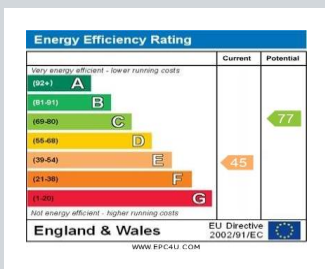 Energy Efficiency Rating
Current Potential
Very energy efficient - lower running costs
(92+) A
(81-91) B
(69-80) C
77
(55-68) D
(39-54) E
45
(21-38) F
(1-20) G
Not energy efficient - higher running costs
England & Wales
EU Directive
2002/91/EC
WWW.EPC4U.COM